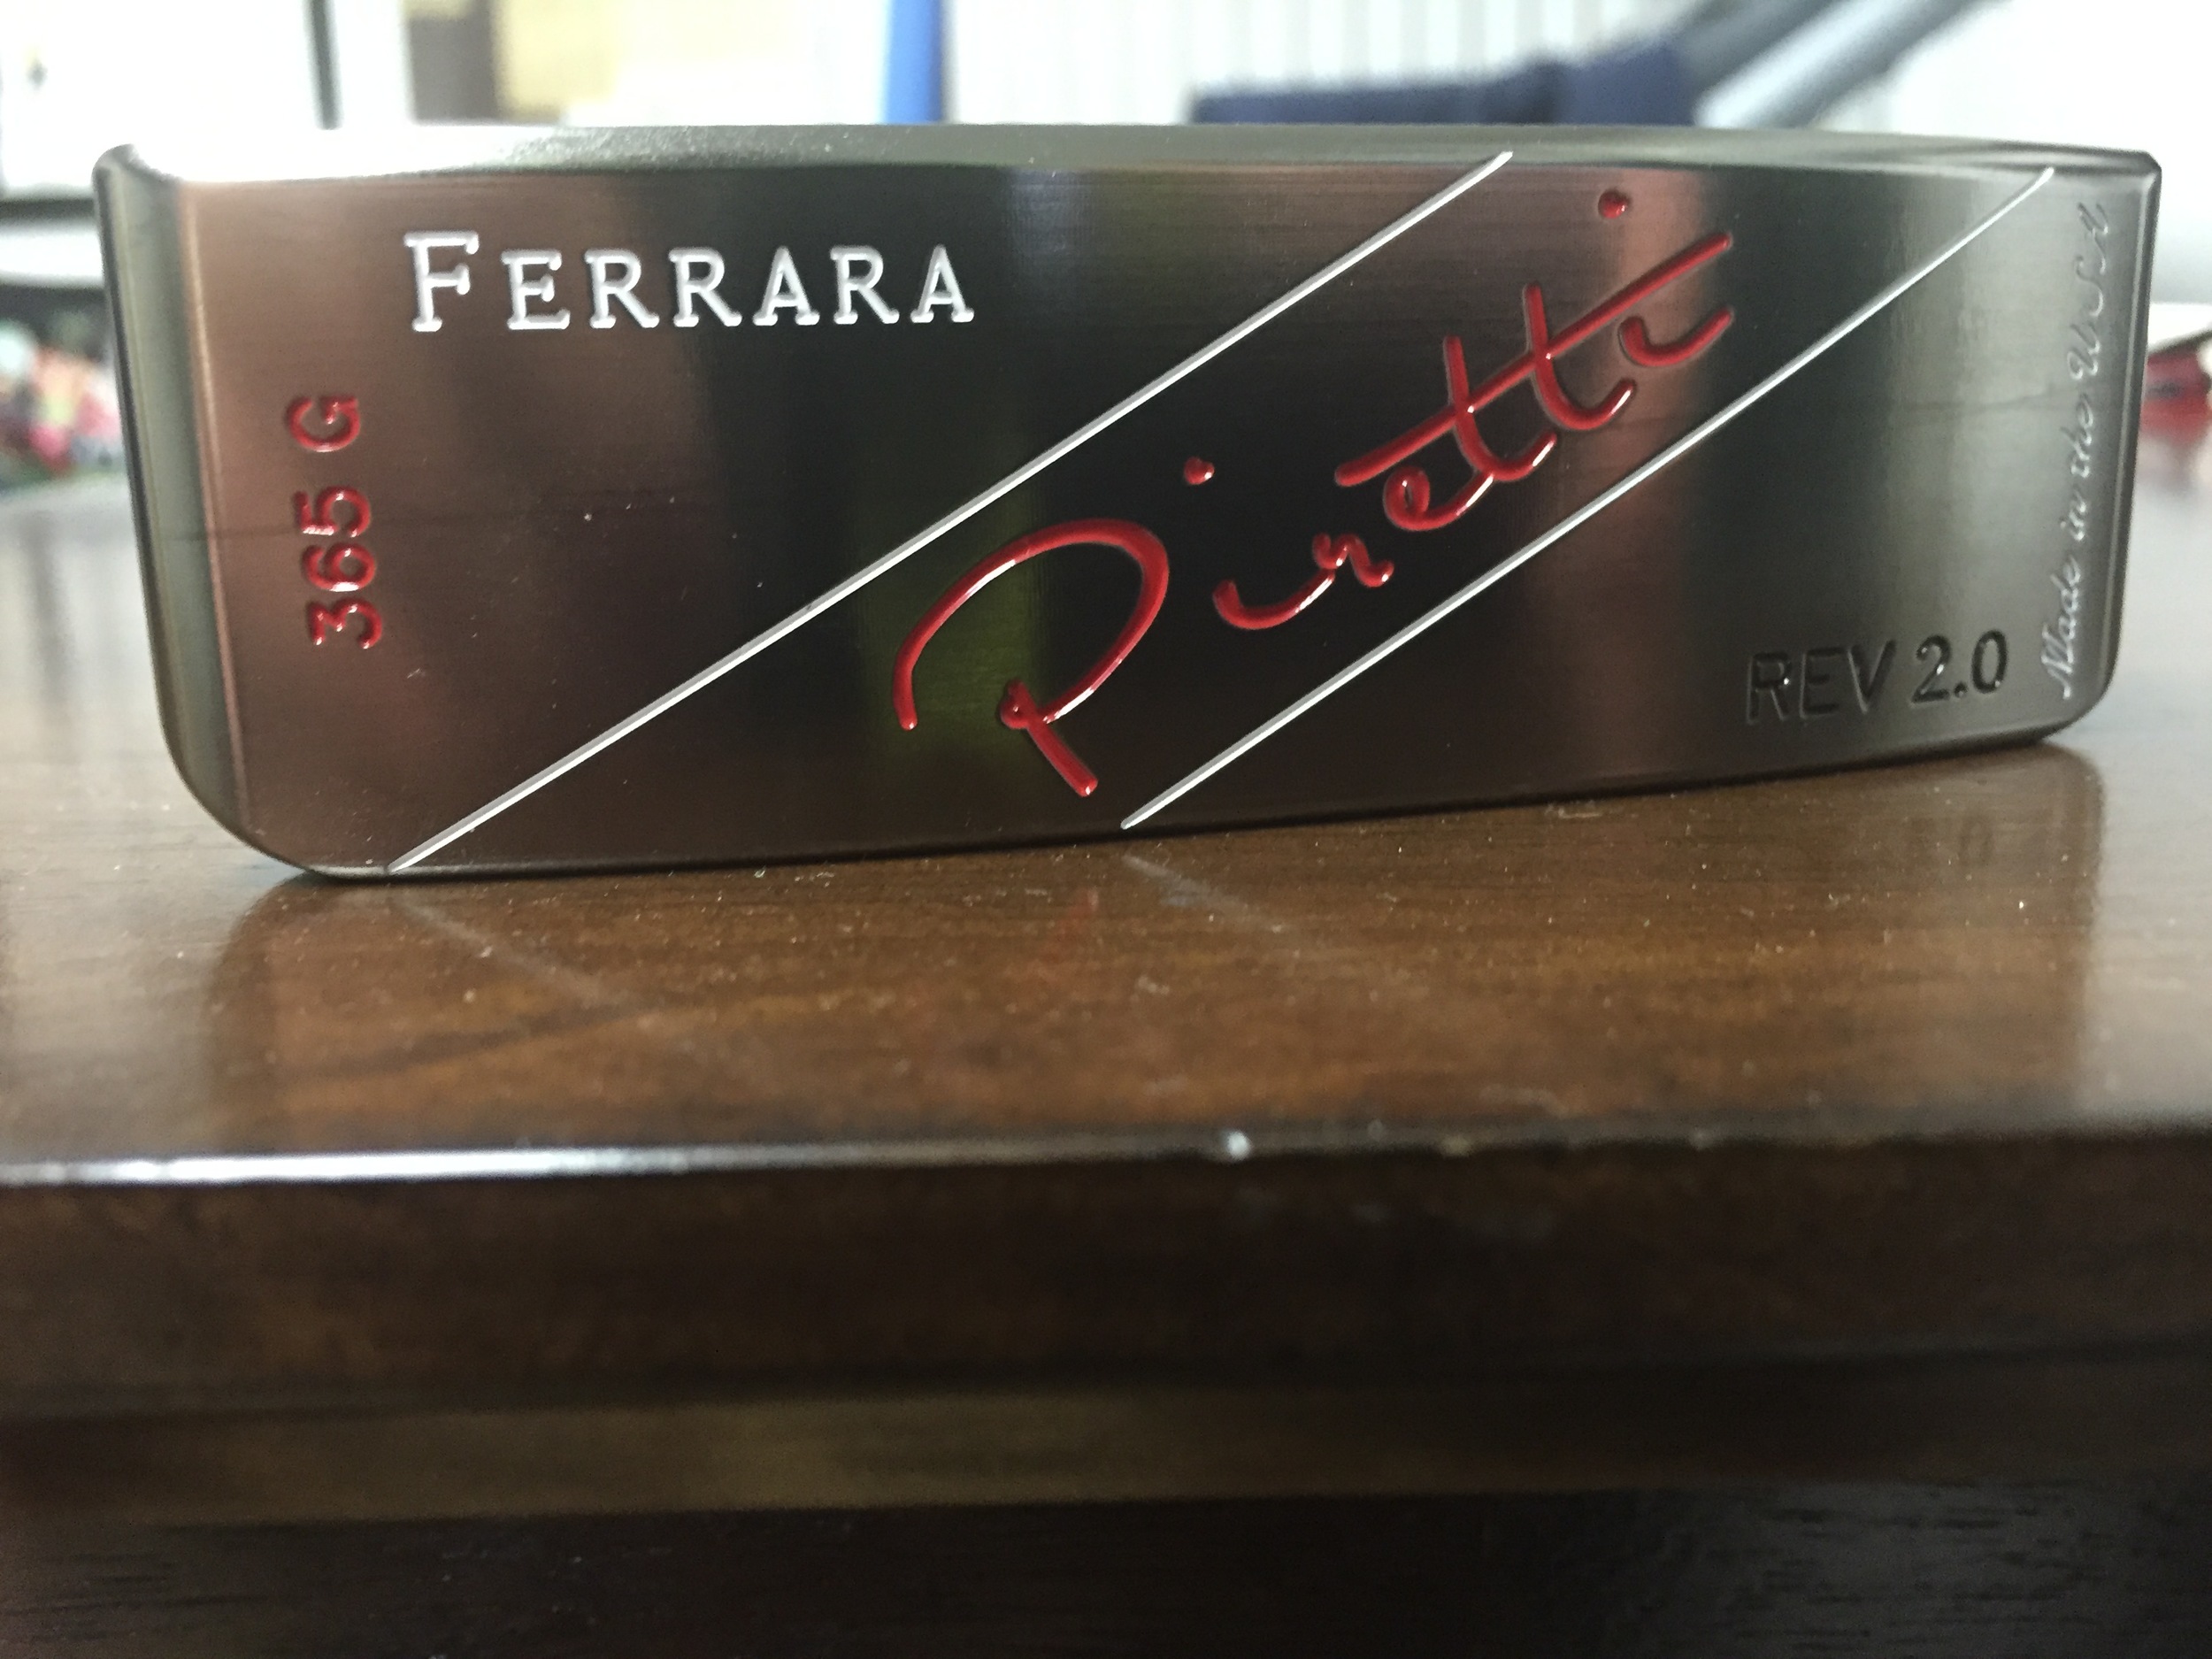 FERRARA
365 G
Piretti
REV 2.0
Made in the USA